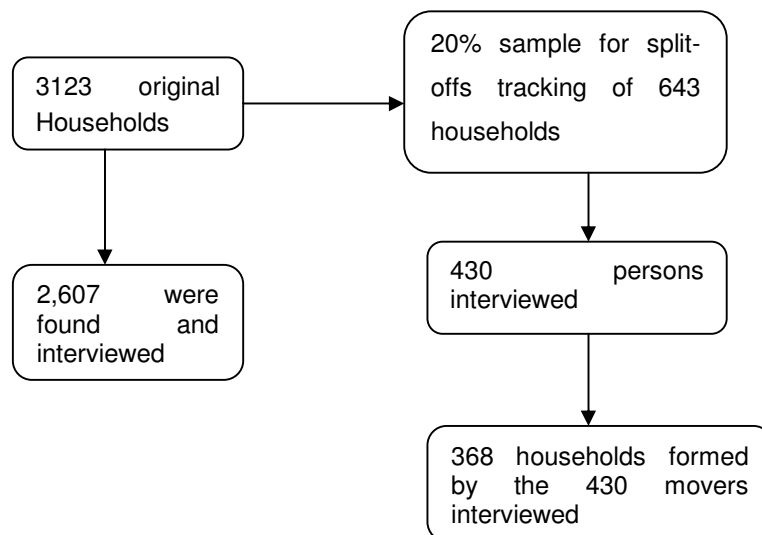 3123 original
Households
20% sample for split-
offs tracking of 643
households
2,607 were
found and
interviewed
430 persons
interviewed
368 households formed
by the 430 movers
interviewed